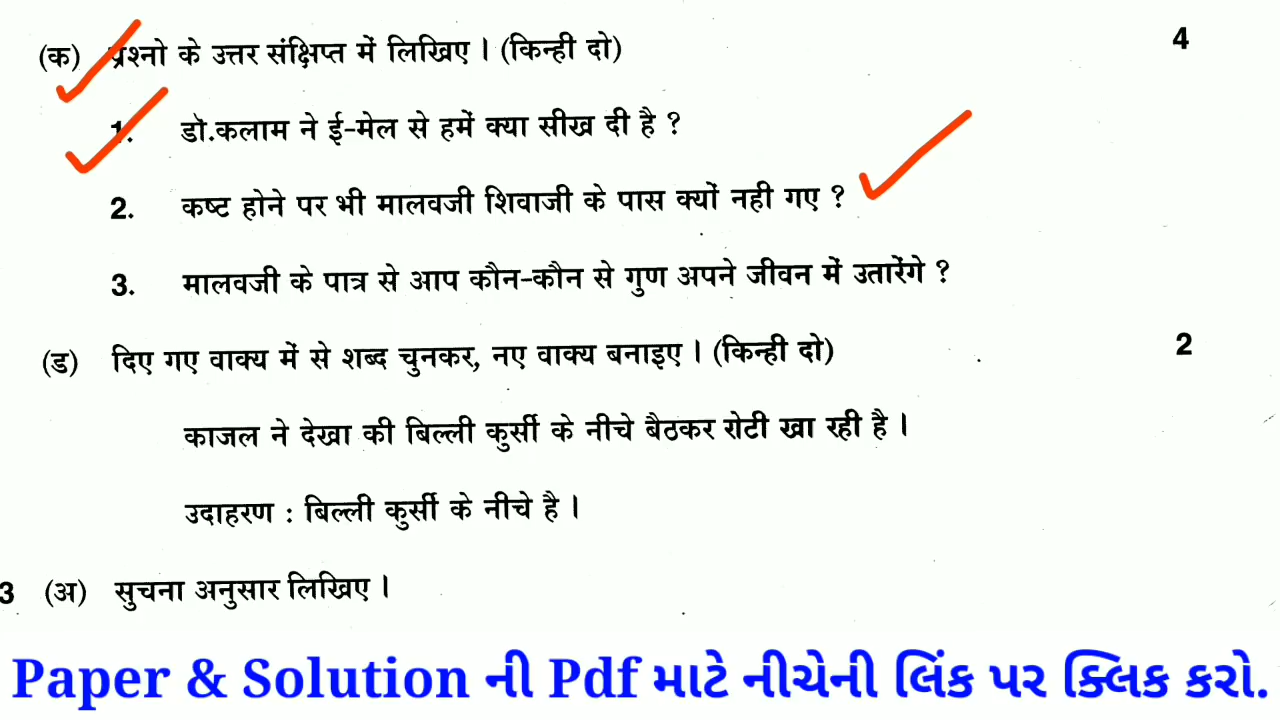 (क) प्रश्नो के उत्तर संक्षिप्त में लिखिए । (किन्ही दो) 4
1. डॉ.कलाम ने ई-मेल से हमें क्या सीख दी है ?
2. कष्ट होने पर भी मालवजी शिवाजी के पास क्यों नही गए ?
3. मालवजी के पात्र से आप कौन-कौन से गुण अपने जीवन में उतारेंगे ?
(ड) दिए गए वाक्य में से शब्द चुनकर, नए वाक्य बनाइए । (किन्ही दो) 2
काजल ने देखा की बिल्ली कुर्सी के नीचे बैठकर रोटी खा रही है ।
उदाहरण : बिल्ली कुर्सी के नीचे है ।
3 (अ) सुचना अनुसार लिखिए ।
Paper & Solution ની Pdf માટે નીચેની લિંક પર ક્લિક કરો.